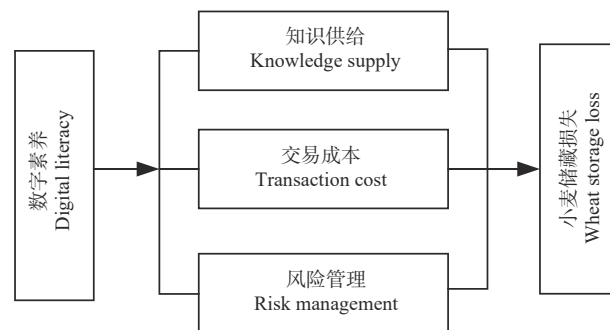 数字素养
Digital literacy
知识供给
Knowledge supply
交易成本
Transaction cost
风险管理
Risk management
小麦储藏损失
Wheat storage loss